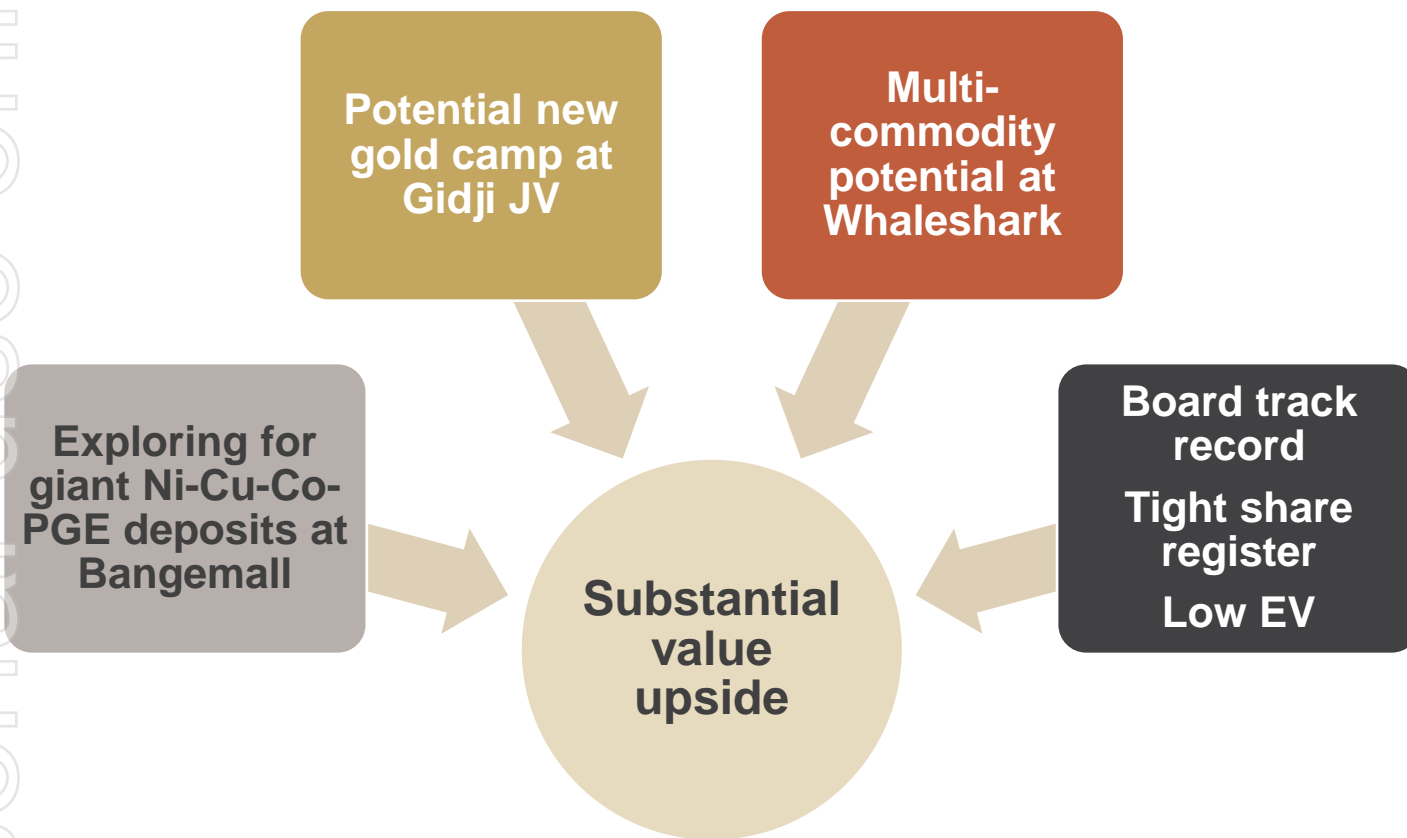 Potential new
gold camp at
Gidji JV
Multi-
commodity
potential at
Whaleshark
Exploring for
giant Ni-Cu-Co-
PGE deposits at
Bangemall
Board track
record
Tight share
register
Low EV
Substantial
value
upside